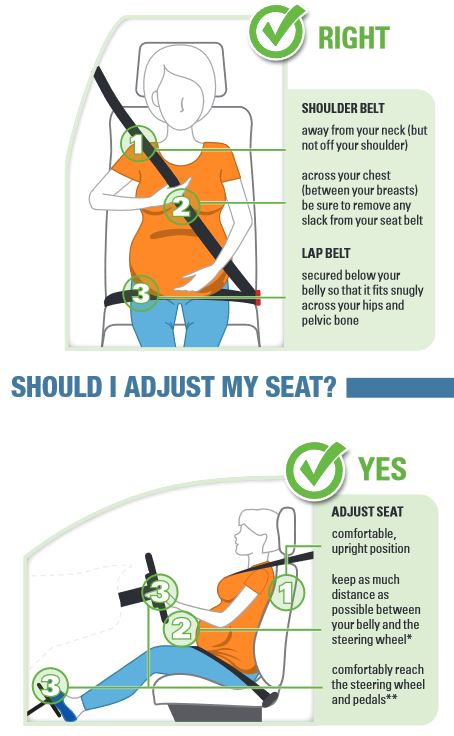 RIGHT
SHOULDER BELT
away from your neck (but
not off your shoulder)
across your chest
(between your breasts)
be sure to remove any
slack from your seat belt
LAP BELT
secured below your
belly so that it fits snugly
across your hips and
pelvic bone
1
2
3
SHOULD I ADJUST MY SEAT?
YES
ADJUST SEAT
comfortable,
upright position
keep as much
distance as
possible between
your belly and the
steering wheel*
comfortably reach
the steering wheel
and pedals**
1
2
3
3